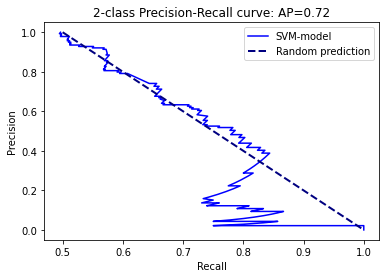 2-class Precision-Recall curve: AP=0.72
SVM-model
Random prediction
Precision
1.0
0.8
0.6
0.4
0.2
0.0
0.5
0.6
0.7
0.8
0.9
1.0
Recall